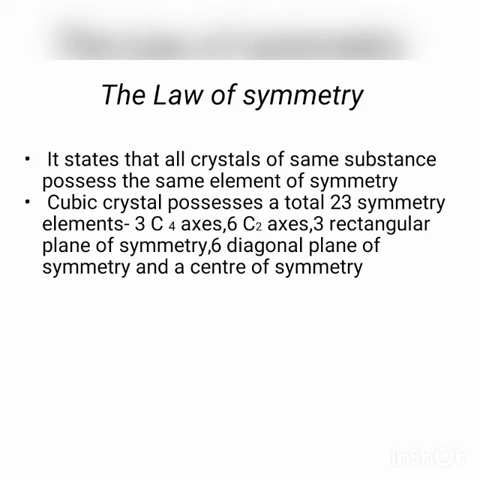 The Law of symmetry
• It states that all crystals of same substance
possess the same element of symmetry
• Cubic crystal possesses a total 23 symmetry
elements- 3 C 4 axes,6 C2 axes,3 rectangular
plane of symmetry,6 diagonal plane of
symmetry and a centre of symmetry
InShOt